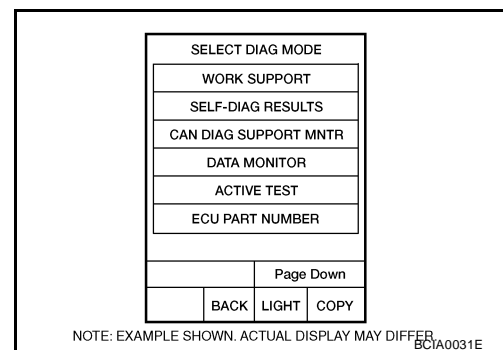 SELECT DIAG MODE
WORK SUPPORT
SELF-DIAG RESULTS
CAN DIAG SUPPORT MNTR
DATA MONITOR
ACTIVE TEST
ECU PART NUMBER
Page Down
BACK LIGHT COPY
NOTE: EXAMPLE SHOWN. ACTUAL DISPLAY MAY DIFFER.
BCIA0031E